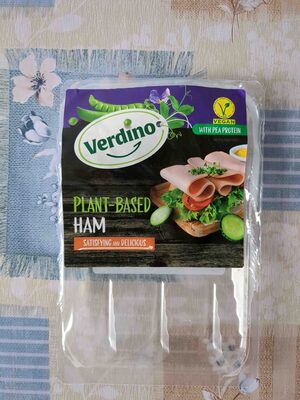 Verdino
VEGAN
WITH PEA PROTEIN
PLANT-BASED
HAM
SATISFYING AND DELICIOUS